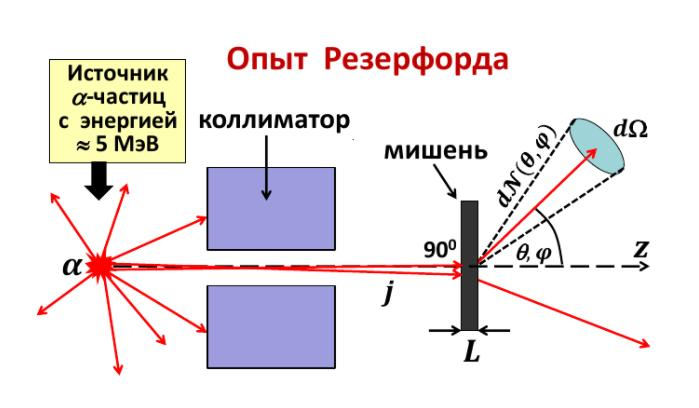 Опыт Резерфорда
Источник
α-частиц
с энергией
≈ 5 МэВ
коллиматор
мишень
dN(θ,φ)
dΩ
α
90⁰
θ,φ
Z
j
L